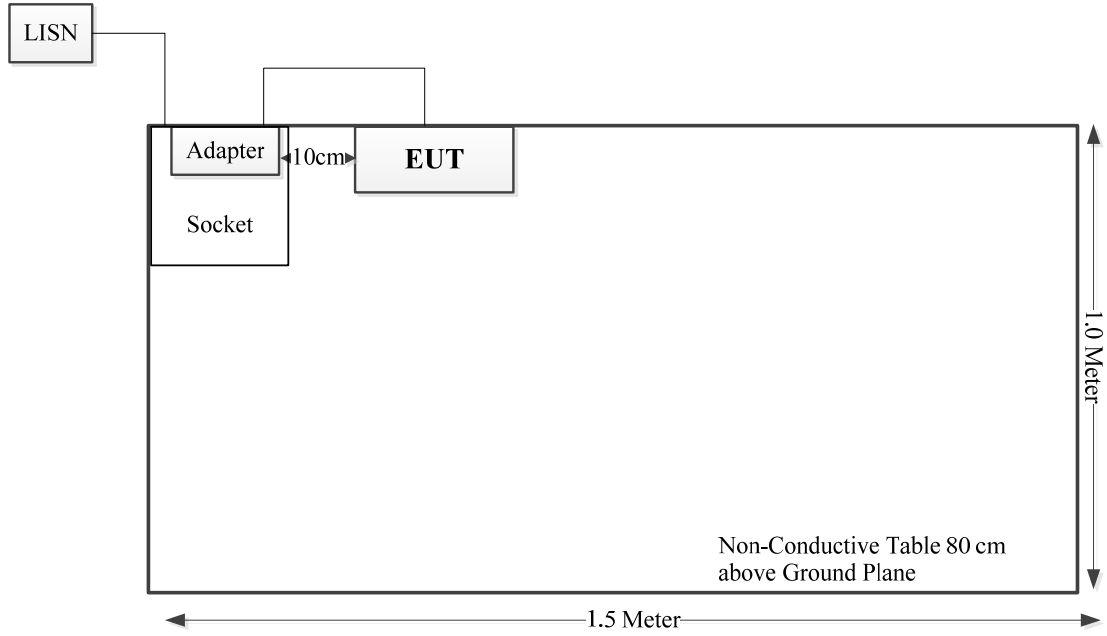 LISN
Adapter
10cm
EUT
Socket
1.0 Meter
Non-Conductive Table 80 cm
above Ground Plane
1.5 Meter